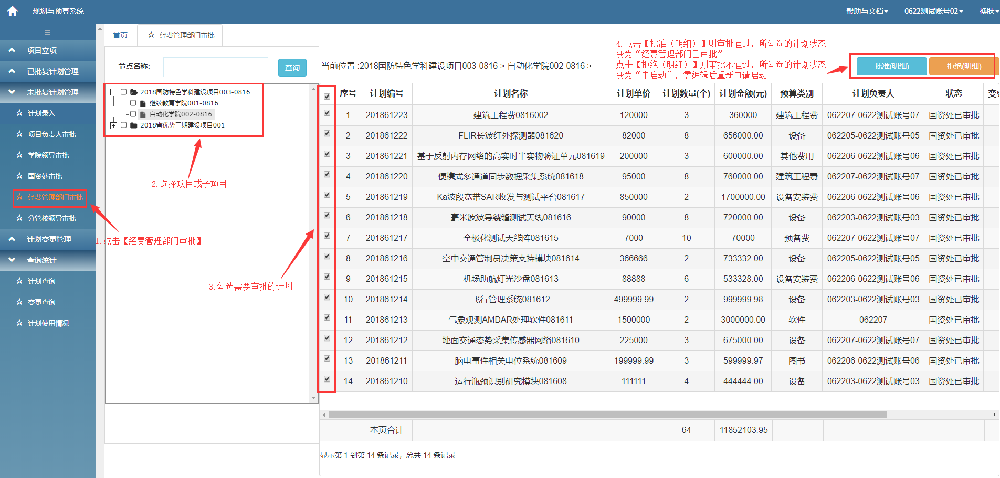 规划与预算系统
帮助与文档
0622测试账号02
换肤
项目立项
已批复计划管理
未批复计划管理
计划录入
项目负责人审批
学院领导审批
国资处审批
经费管理部门审批
分管校领导审批
计划变更管理
查询统计
计划查询
变更查询
计划使用情况
首页
经费管理部门审批
节点名称:
查询
2018国防特色学科建设项目003-0816
继续教育学院001-0816
自动化学院002-0816
2018省优势三期建设项目001
1.点击【经费管理部门审批】
2.选择项目或子项目
3.勾选需要审批的计划
4.点击【批准（明细）】则审批通过，所勾选的计划状态
变为“经费管理部门已审批”
点击【拒绝（明细）】则审批不通过，所勾选的计划状态
变为“未启动”，需编辑后重新申请启动
当前位置 :2018国防特色学科建设项目003-0816 > 自动化学院002-0816 >
批准(明细)
拒绝(明细)
序号 计划编号 计划名称 计划单价 计划数量(个) 计划金额(元) 预算类别 计划负责人 状态
1 201861223 建筑工程费0816002 120000 3 360000 建筑工程费 062207-0622测试账号07 国资处已审批
2 201861222 FLIR长波红外探测器081620 82000 8 656000.00 设备 062205-0622测试账号05 国资处已审批
3 201861221 基于反射内存网络的高实时半实物验证单元081619 200000 3 600000.00 其他费用 062206-0622测试账号06 国资处已审批
4 201861220 便携式多通道同步数据采集系统081618 95000 8 760000.00 建筑工程费 062207-0622测试账号07 国资处已审批
5 201861219 Ka波段宽带SAR收发与测试平台081617 850000 2 1700000.00 设备安装费 062206-0622测试账号06 国资处已审批
6 201861218 毫米波波导裂缝测试天线081616 90000 8 720000.00 设备 062203-0622测试账号03 国资处已审批
7 201861217 全极化测试天线阵081615 7000 10 70000 预备费 062207-0622测试账号07 国资处已审批
8 201861216 空中交通管制员决策支持模块081614 366666 2 733332.00 设备 062205-0622测试账号05 国资处已审批
9 201861215 机场助航灯光沙盘081613 88888 6 533328.00 设备安装费 062206-0622测试账号06 国资处已审批
10 201861214 飞行管理系统081612 499999.99 2 999999.98 设备 062203-0622测试账号03 国资处已审批
11 201861213 气象观测AMDAR处理软件081611 1500000 2 3000000.00 软件 062207 国资处已审批
12 201861212 地面交通态势采集传感器网络081610 225000 3 675000.00 设备 062207-0622测试账号07 国资处已审批
13 201861211 脑电事件相关电位系统081609 199999.99 3 599999.97 图书 062206-0622测试账号06 国资处已审批
14 201861210 运行瓶颈识别研究模块081608 111111 4 444444.00 设备 062203-0622测试账号03 国资处已审批
本页合计 64 11852103.95
显示第 1 到第 14 条记录，总共 14 条记录